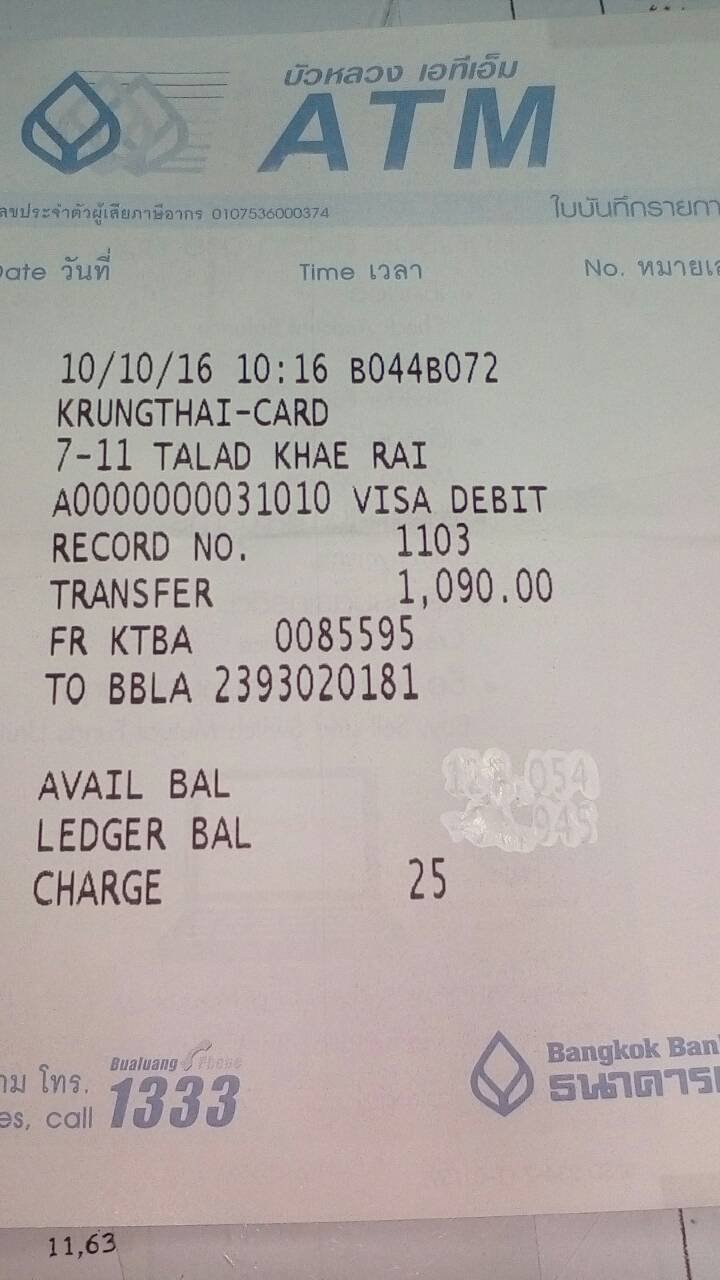 บัวหลวง เอทีเอ็ม
ATM
เลขประจำตัวผู้เสียภาษีอากร 0107536000374
ใบบันทึกรายกา
Date วันที่ Time เวลา No. หมายเล
10/10/16 10:16 B044B072
KRUNGTHAI-CARD
7-11 TALAD KHAE RAI
A0000000031010 VISA DEBIT
RECORD NO. 1103
TRANSFER 1,090.00
FR KTBA 0085595
TO BBLA 2393020181
AVAIL BAL
LEDGER BAL
CHARGE 25
าม โทร.
es, call
Bualuang Phone
1333
Bangkok Ban
ธนาคาร
11,63